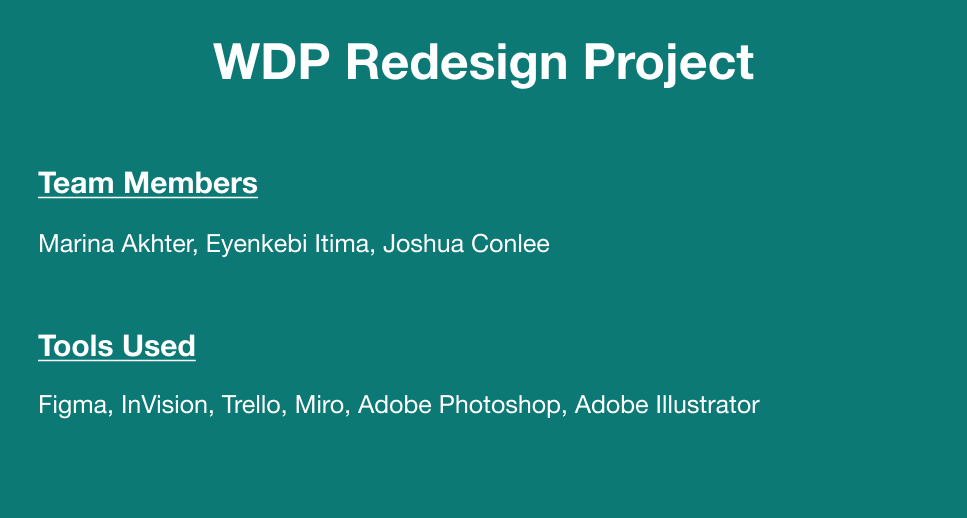 WDP Redesign Project
Team Members
Marina Akhter, Eyenkebi Itima, Joshua Conlee
Tools Used
Figma, InVision, Trello, Miro, Adobe Photoshop, Adobe Illustrator